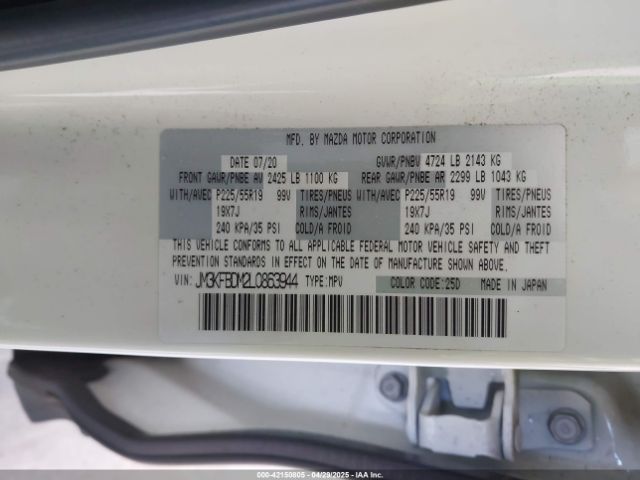 MFD. BY MAZDA MOTOR CORPORATION
DATE 07/20 GVWR/PNBV 4724 LB 2143 KG
FRONT GAWR/PNBE AV 2425 LB 1100 KG REAR GAWR/PNBE AR 2299 LB 1043 KG
WITH/AVEC P225/55R19 99V TIRES/PNEUS WITH/AVEC P225/55R19 99V TIRES/PNEUS
19X7J RIMS/JANTES 19X7J RIMS/JANTES
240 KPA/35 PSI COLD/A FROID 240 KPA/35 PSI COLD/A FROID
THIS VEHICLE CONFORMS TO ALL APPLICABLE FEDERAL MOTOR VEHICLE SAFETY AND THEFT
PREVENTION STANDARDS IN EFFECT ON THE DATE OF MANUFACTURE SHOWN ABOVE.
VIN: JM3KFBDM2L0863944 TYPE:MPV COLOR CODE:25D MADE IN JAPAN
000-42150805 - 04/29/2025 - IAA Inc.